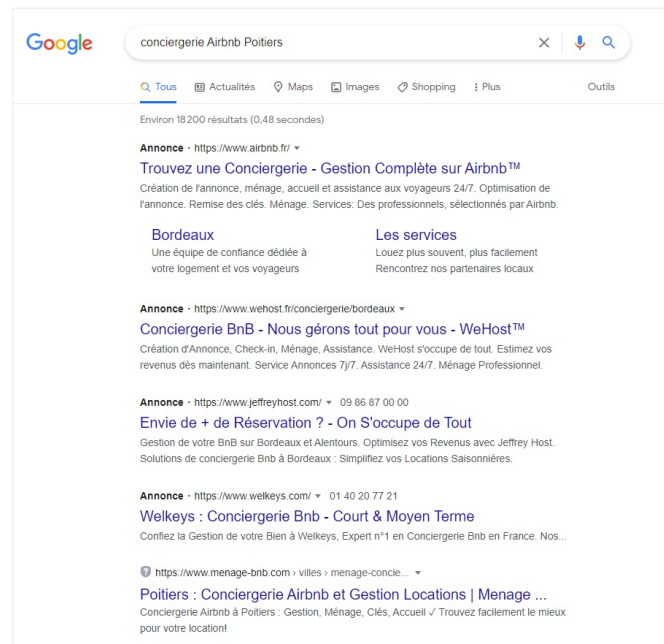 Google
conciergerie Airbnb Poitiers
Tous Actualités Maps Images Shopping Plus Outils
Environ 18 200 résultats (0,48 secondes)
Annonce · https://www.airbnb.fr/
Trouvez une Conciergerie - Gestion Complète sur Airbnb™
Création de l'annonce, ménage, accueil et assistance aux voyageurs 24/7. Optimisation de
l'annonce. Remise des clés. Ménage. Services: Des professionnels, sélectionnés par Airbnb.
Bordeaux
Une équipe de confiance dédiée à
votre logement et vos voyageurs
Les services
Louez plus souvent, plus facilement
Rencontrez nos partenaires locaux
Annonce · https://www.wehost.fr/conciergerie/bordeaux
Conciergerie BnB - Nous gérons tout pour vous - WeHost™
Création d'Annonce, Check-in, Ménage, Assistance. WeHost s'occupe de tout. Estimez vos
revenus dès maintenant. Service Annonces 7j/7. Assistance 24/7. Ménage Professionnel.
Annonce · https://www.jeffreyhost.com/ 09 86 87 00 00
Envie de + de Réservation ? - On S'occupe de Tout
Gestion de votre BnB sur Bordeaux et Alentours. Optimisez vos Revenus avec Jeffrey Host.
Solutions de conciergerie Bnb à Bordeaux : Simplifiez vos Locations Saisonnières.
Annonce · https://www.welkeys.com/ 01 40 20 77 21
Welkeys : Conciergerie Bnb - Court & Moyen Terme
Confiez la Gestion de votre Bien à Welkeys, Expert n°1 en Conciergerie Bnb en France. Nos...
https://www.menage-bnb.com › villes › menage-concie...
Poitiers : Conciergerie Airbnb et Gestion Locations | Menage ...
Conciergerie Airbnb à Poitiers : Gestion, Ménage, Clés, Accueil ✓ Trouvez facilement le mieux
pour votre location!